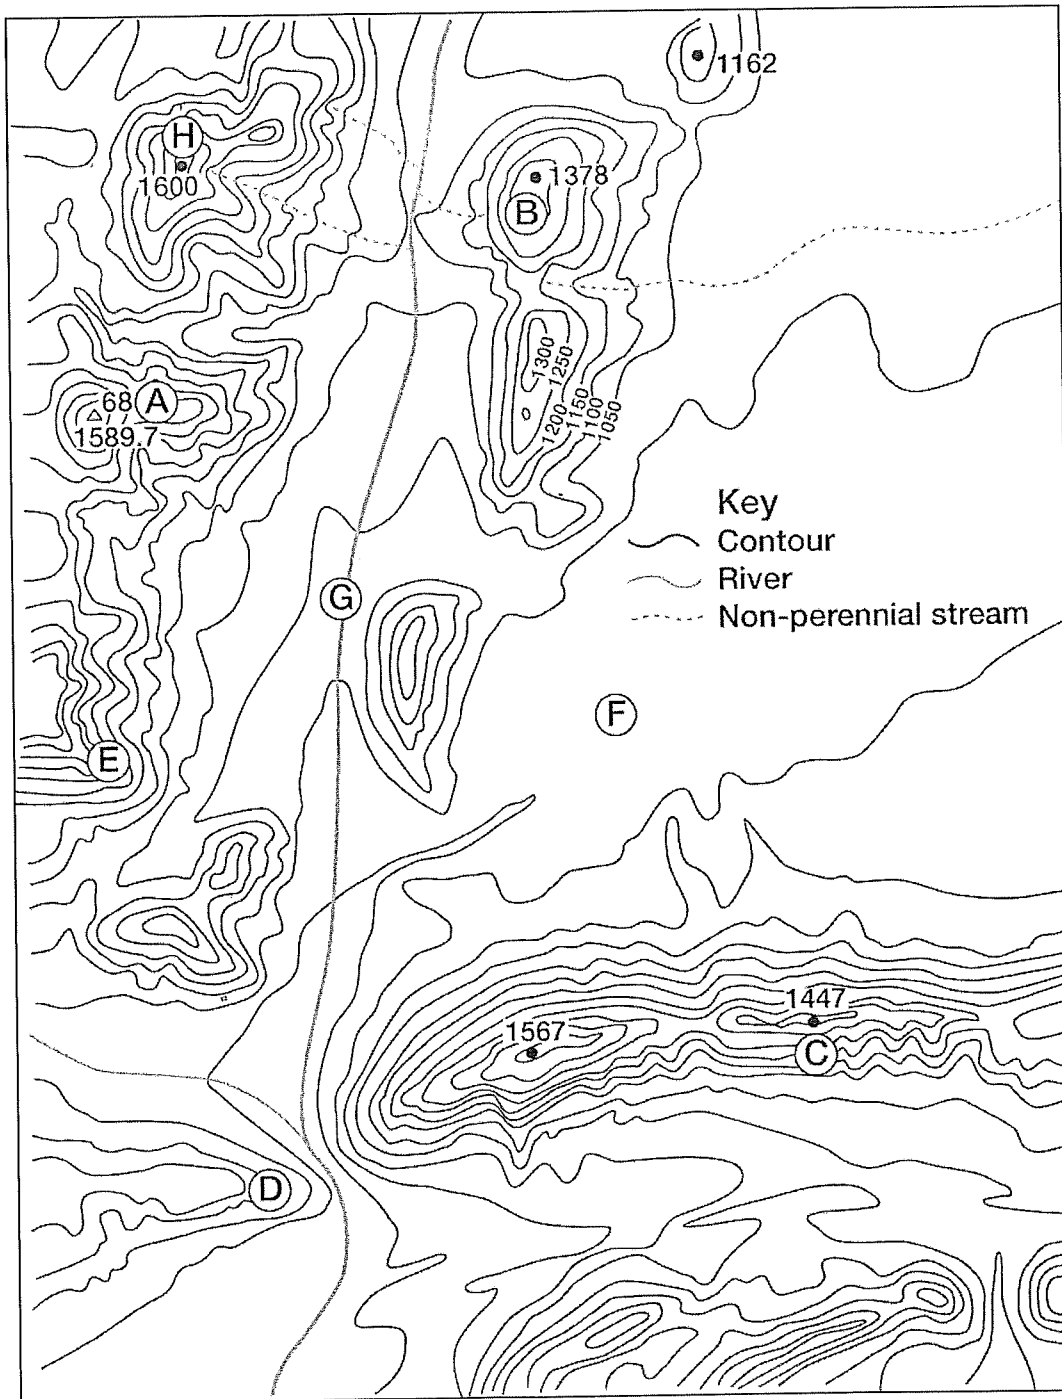 1162
H
1600
1378
B
1300
1250
1200
1150
1100
1050
68
A
1589.7
Key
Contour
River
Non-perennial stream
G
F
E
1447
1567
C
D